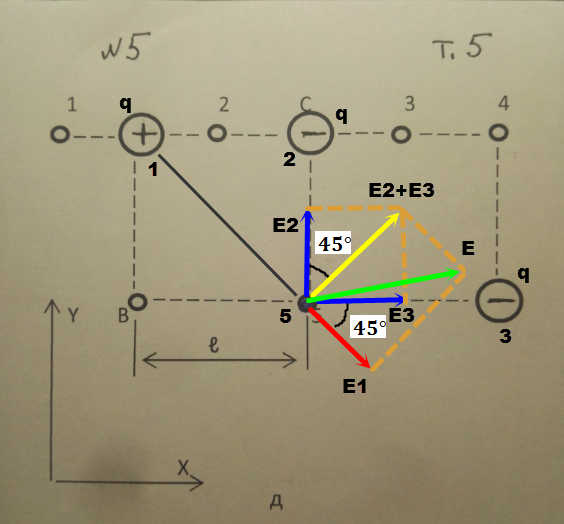 №5 т. 5
1 q 2 C q 3 4
+ −
1 2
E2+E3
E2 45° E
q
B 5 E3 −
Y 45° 3
ℓ E1
X
Д